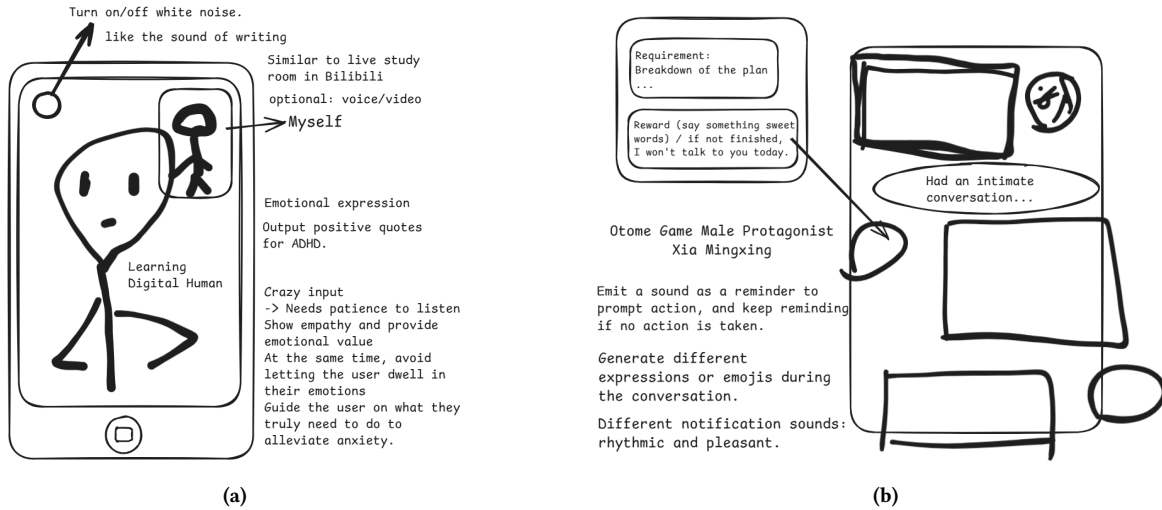 Turn on/off white noise.
like the sound of writing
Similar to live study
room in Bilibili
optional: voice/video
Myself
Emotional expression
Output positive quotes
for ADHD.
Learning
Digital Human
Crazy input
-> Needs patience to listen
Show empathy and provide
emotional value
At the same time, avoid
letting the user dwell in
their emotions
Guide the user on what they
truly need to do to
alleviate anxiety.
(a)
Requirement:
Breakdown of the plan
...
Reward (say something sweet
words) / if not finished,
I won't talk to you today.
Had an intimate
conversation...
Otome Game Male Protagonist
Xia Mingxing
Emit a sound as a reminder to
prompt action, and keep reminding
if no action is taken.
Generate different
expressions or emojis during
the conversation.
Different notification sounds:
rhythmic and pleasant.
(b)